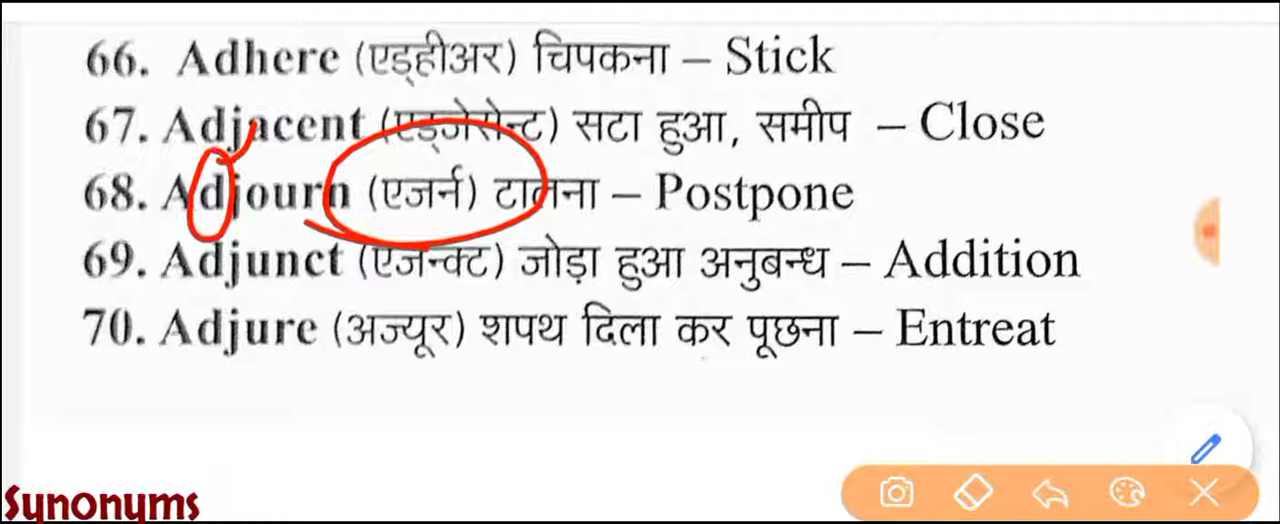 66. Adhere (एड्हीअर) चिपकना – Stick
67. Adjacent (एड्जेसेन्ट) सटा हुआ, समीप – Close
68. Adjourn (एजर्न) टालना – Postpone
69. Adjunct (एजन्क्ट) जोड़ा हुआ अनुबन्ध – Addition
70. Adjure (अज्यूर) शपथ दिला कर पूछना – Entreat
Synonyms